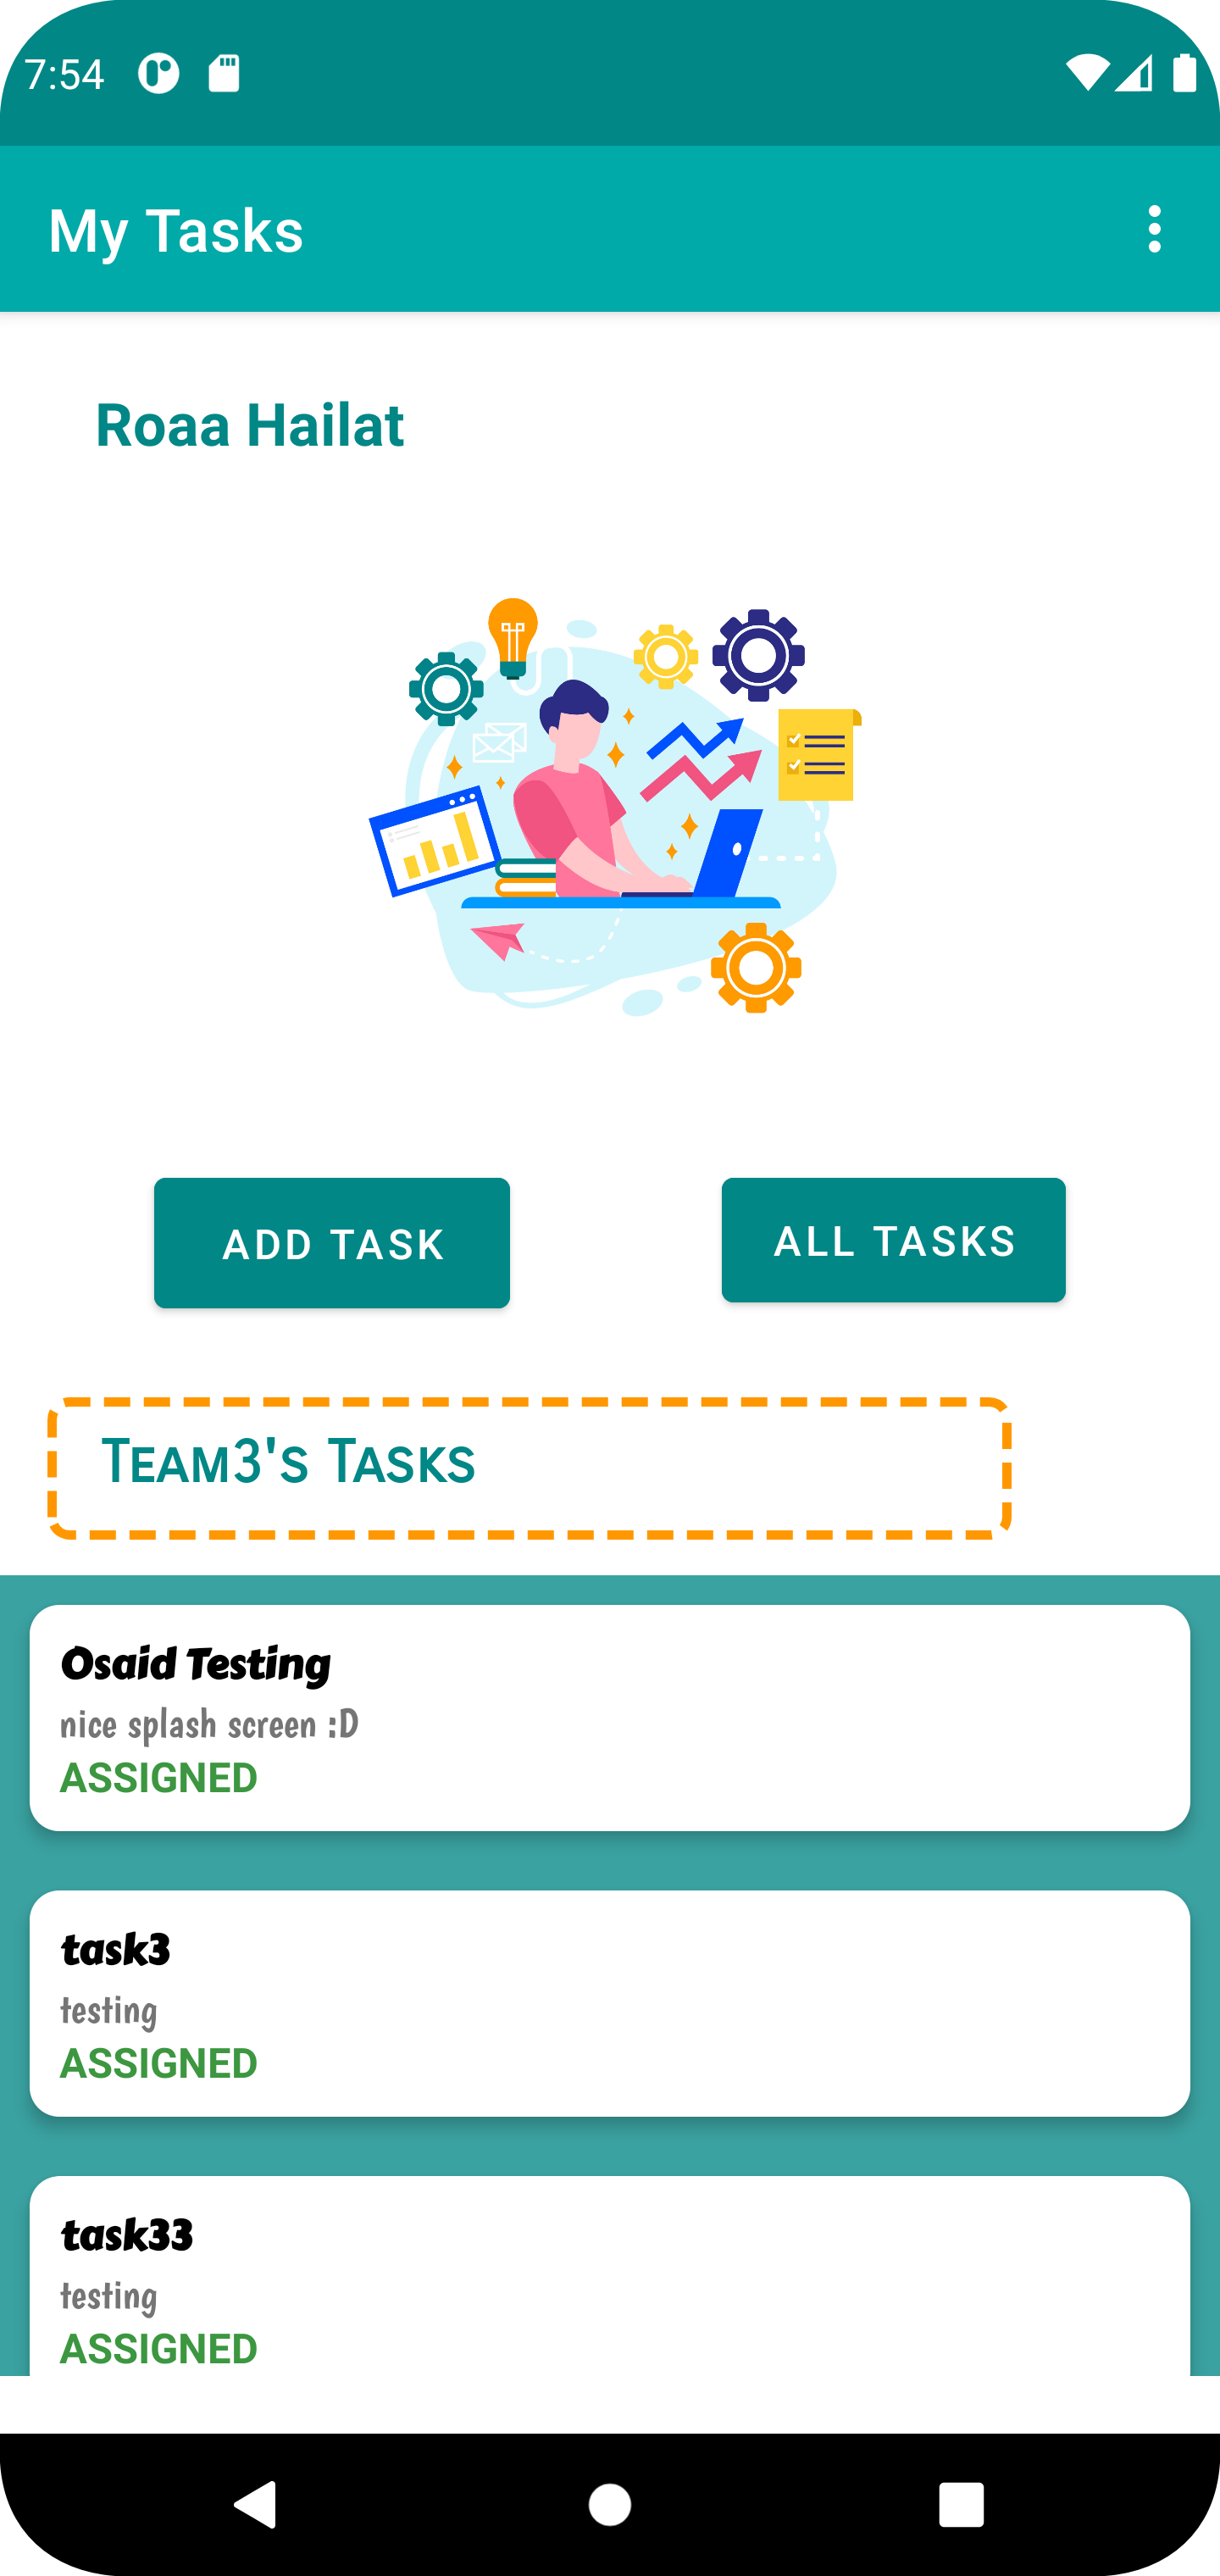 7:54
My Tasks
Roaa Hailat
ADD TASK
ALL TASKS
Team3's Tasks
Osaid Testing
nice splash screen :D
ASSIGNED
task3
testing
ASSIGNED
task33
testing
ASSIGNED